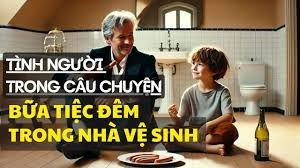 TÌNH NGƯỜI
TRONG CÂU CHUYỆN
BỮA TIỆC ĐÊM
TRONG NHÀ VỆ SINH